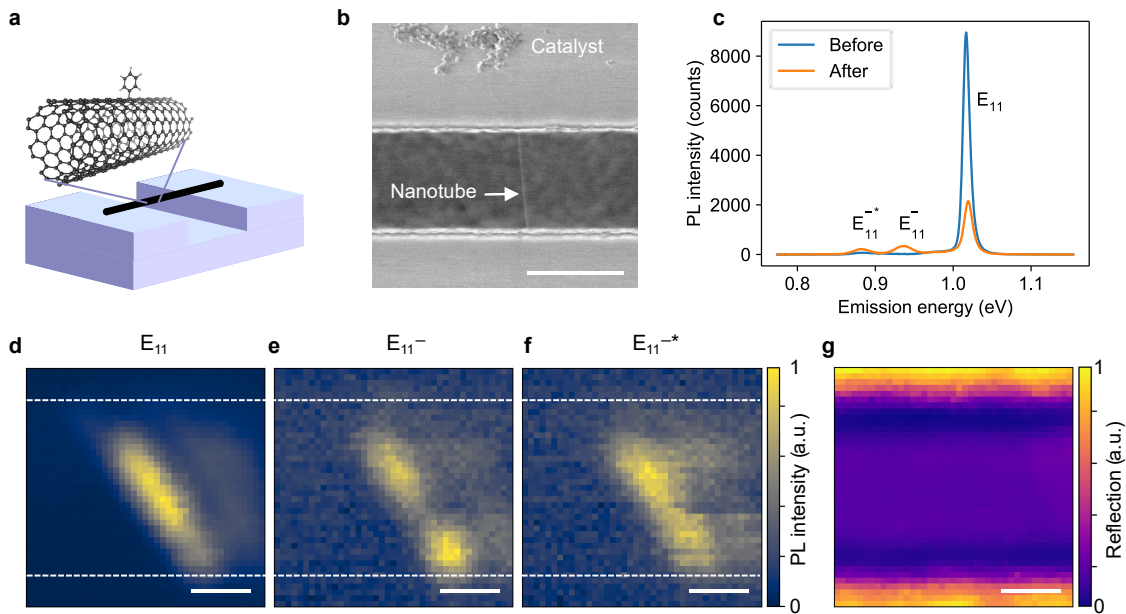 a
b
Catalyst
Nanotube
c
PL intensity (counts)
8000
6000
4000
2000
0
Before
After
E₁₁
E₁₁⁻*
E₁₁⁻
0.8 0.9 1.0 1.1
Emission energy (eV)
d E₁₁
e E₁₁⁻
f E₁₁⁻*
1
PL intensity (a.u.)
0
g
1
Reflection (a.u.)
0